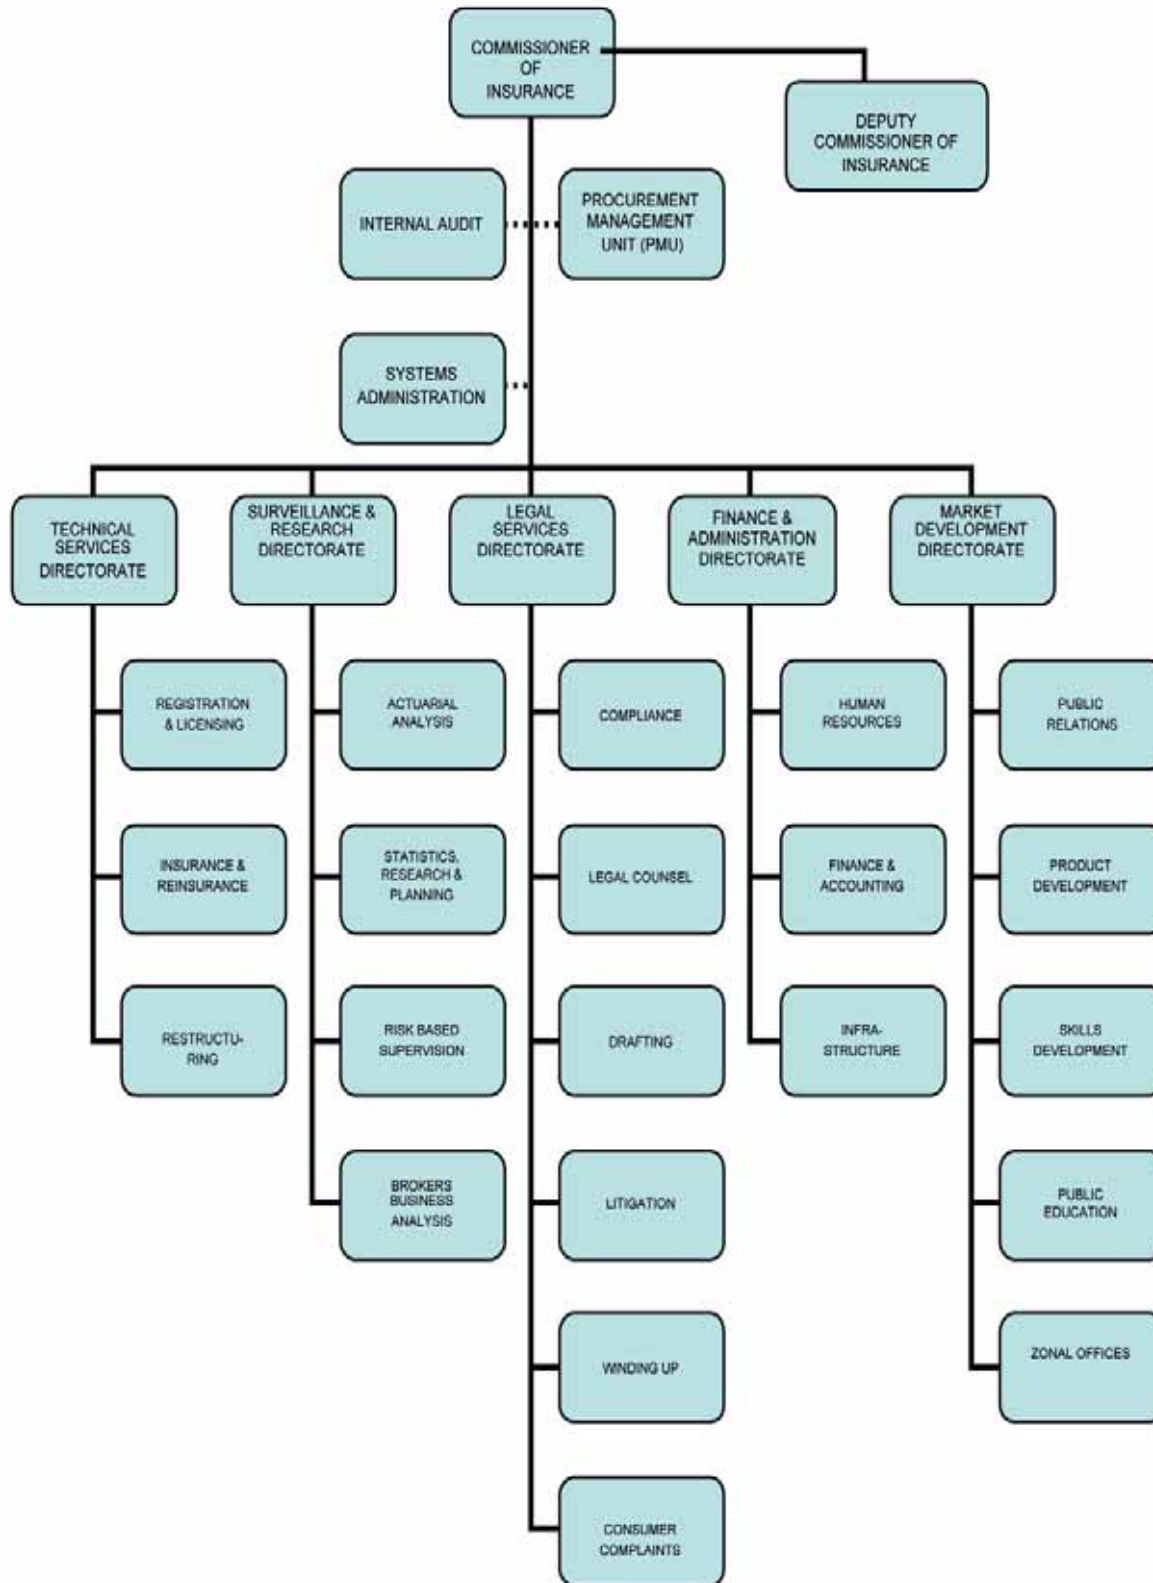 COMMISSIONER
OF
INSURANCE
DEPUTY
COMMISSIONER OF
INSURANCE
INTERNAL AUDIT
PROCUREMENT
MANAGEMENT
UNIT (PMU)
SYSTEMS
ADMINISTRATION
TECHNICAL
SERVICES
DIRECTORATE
SURVEILLANCE &
RESEARCH
DIRECTORATE
LEGAL
SERVICES
DIRECTORATE
FINANCE &
ADMINISTRATION
DIRECTORATE
MARKET
DEVELOPMENT
DIRECTORATE
REGISTRATION
& LICENSING
INSURANCE &
REINSURANCE
RESTRUCTU-
RING
ACTUARIAL
ANALYSIS
STATISTICS,
RESEARCH &
PLANNING
RISK BASED
SUPERVISION
BROKERS
BUSINESS
ANALYSIS
COMPLIANCE
LEGAL COUNSEL
DRAFTING
LITIGATION
WINDING UP
CONSUMER
COMPLAINTS
HUMAN
RESOURCES
FINANCE &
ACCOUNTING
INFRA-
STRUCTURE
PUBLIC
RELATIONS
PRODUCT
DEVELOPMENT
SKILLS
DEVELOPMENT
PUBLIC
EDUCATION
ZONAL OFFICES